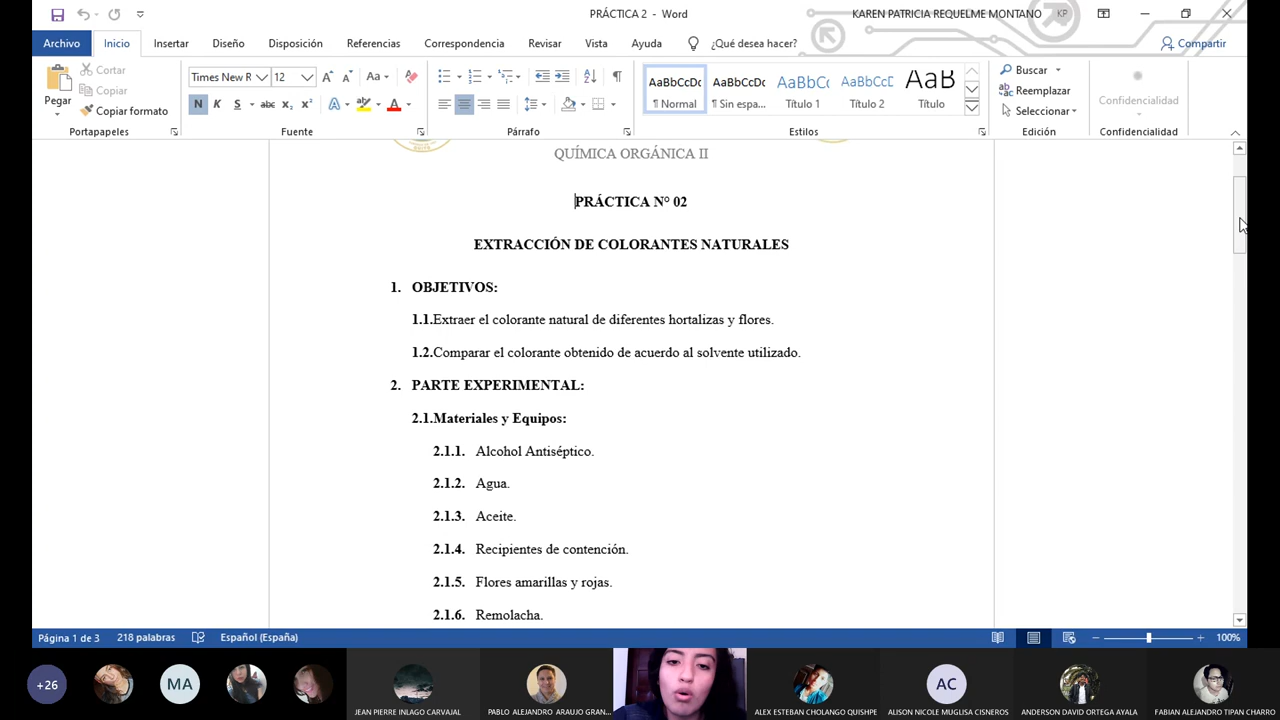 PRÁCTICA 2 - Word
KAREN PATRICIA REQUELME MONTANO
KP
Archivo Inicio Insertar Diseño Disposición Referencias Correspondencia Revisar Vista Ayuda ¿Qué desea hacer? Compartir
Pegar
Cortar
Copiar
Copiar formato
Portapapeles
Times New R 12
Aa
N K S abc x₂ x² A ab A
Fuente
Párrafo
AaBbCcDc
¶ Normal
AaBbCcDc
¶ Sin espa...
AaBbCc
Título 1
AaBbCcD
Título 2
AaB
Título
Estilos
Buscar
Reemplazar
Seleccionar
Edición
Confidencialidad
Confidencialidad
QUÍMICA ORGÁNICA II
PRÁCTICA N° 02
EXTRACCIÓN DE COLORANTES NATURALES
1. OBJETIVOS:
1.1.Extraer el colorante natural de diferentes hortalizas y flores.
1.2.Comparar el colorante obtenido de acuerdo al solvente utilizado.
2. PARTE EXPERIMENTAL:
2.1.Materiales y Equipos:
2.1.1. Alcohol Antiséptico.
2.1.2. Agua.
2.1.3. Aceite.
2.1.4. Recipientes de contención.
2.1.5. Flores amarillas y rojas.
2.1.6. Remolacha.
Página 1 de 3 218 palabras Español (España) 100%
+26
MA
AC
JEAN PIERRE INLAGO CARVAJAL
PABLO ALEJANDRO ARAUJO GRAN...
ALEX ESTEBAN CHOLANGO QUISHPE
ALISON NICOLE MUGLISA CISNEROS
ANDERSON DAVID ORTEGA AYALA
FABIAN ALEJANDRO TIPAN CHARRO